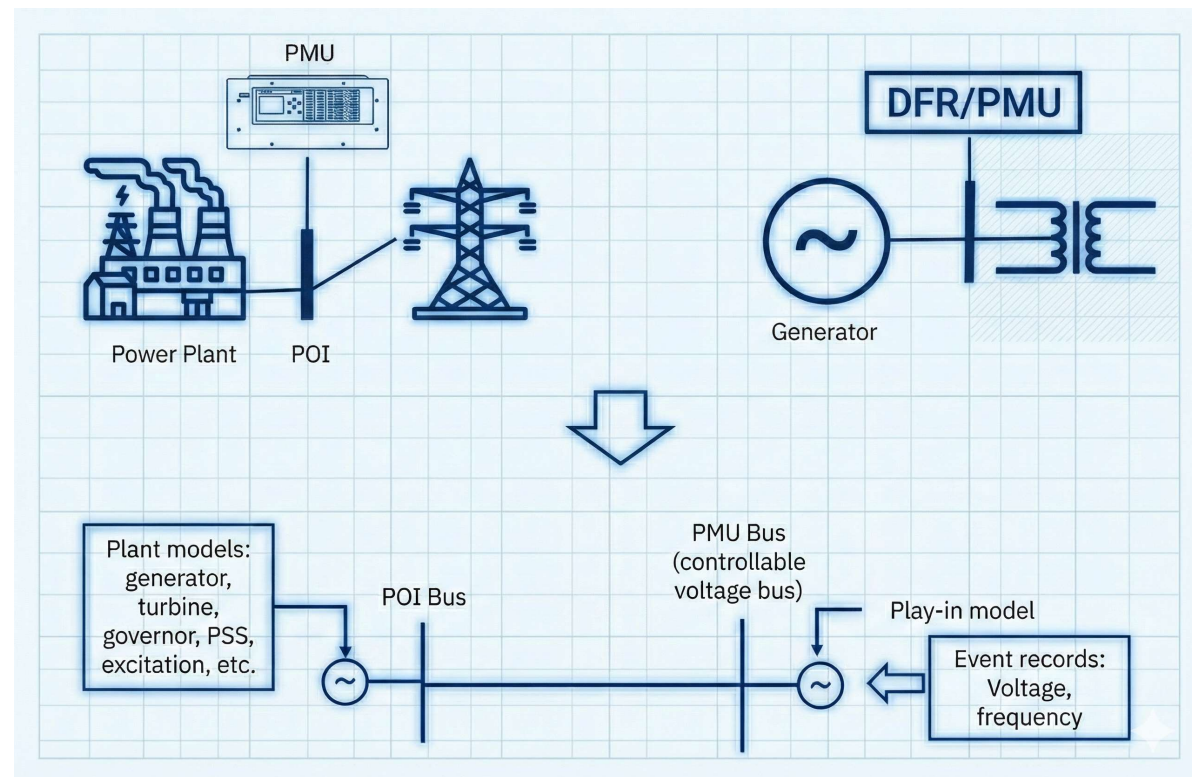 PMU
DFR/PMU
Power Plant
POI
Generator
Plant models:
generator,
turbine,
governor, PSS,
excitation, etc.
POI Bus
PMU Bus
(controllable
voltage bus)
Play-in model
Event records:
Voltage,
frequency